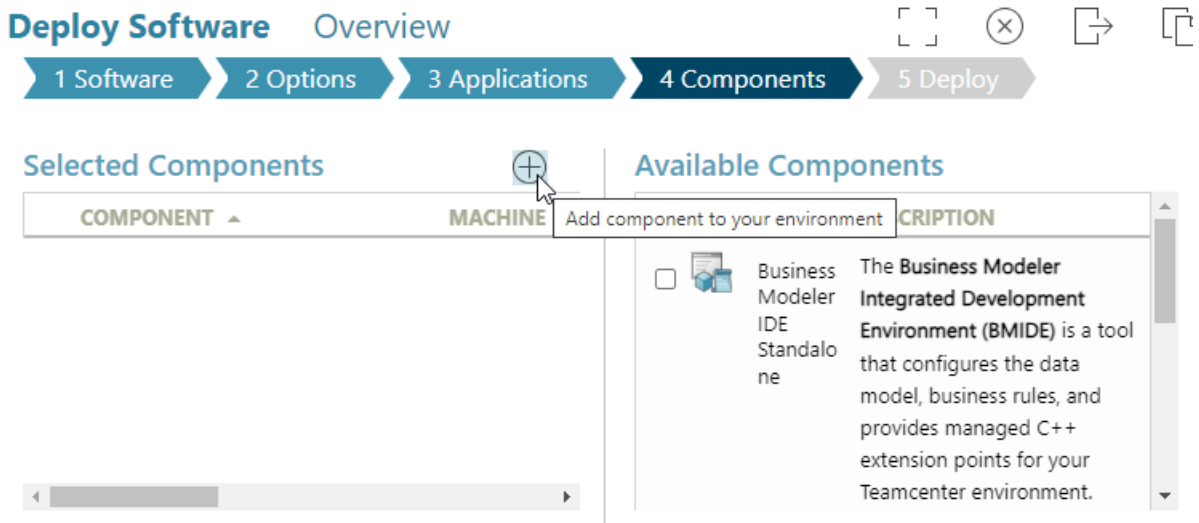 Deploy Software Overview
1 Software 2 Options 3 Applications 4 Components 5 Deploy
Selected Components
COMPONENT MACHINE
Add component to your environment
Available Components
CRIPTION
Business
Modeler
IDE
Standalo
ne
The Business Modeler
Integrated Development
Environment (BMIDE) is a tool
that configures the data
model, business rules, and
provides managed C++
extension points for your
Teamcenter environment.